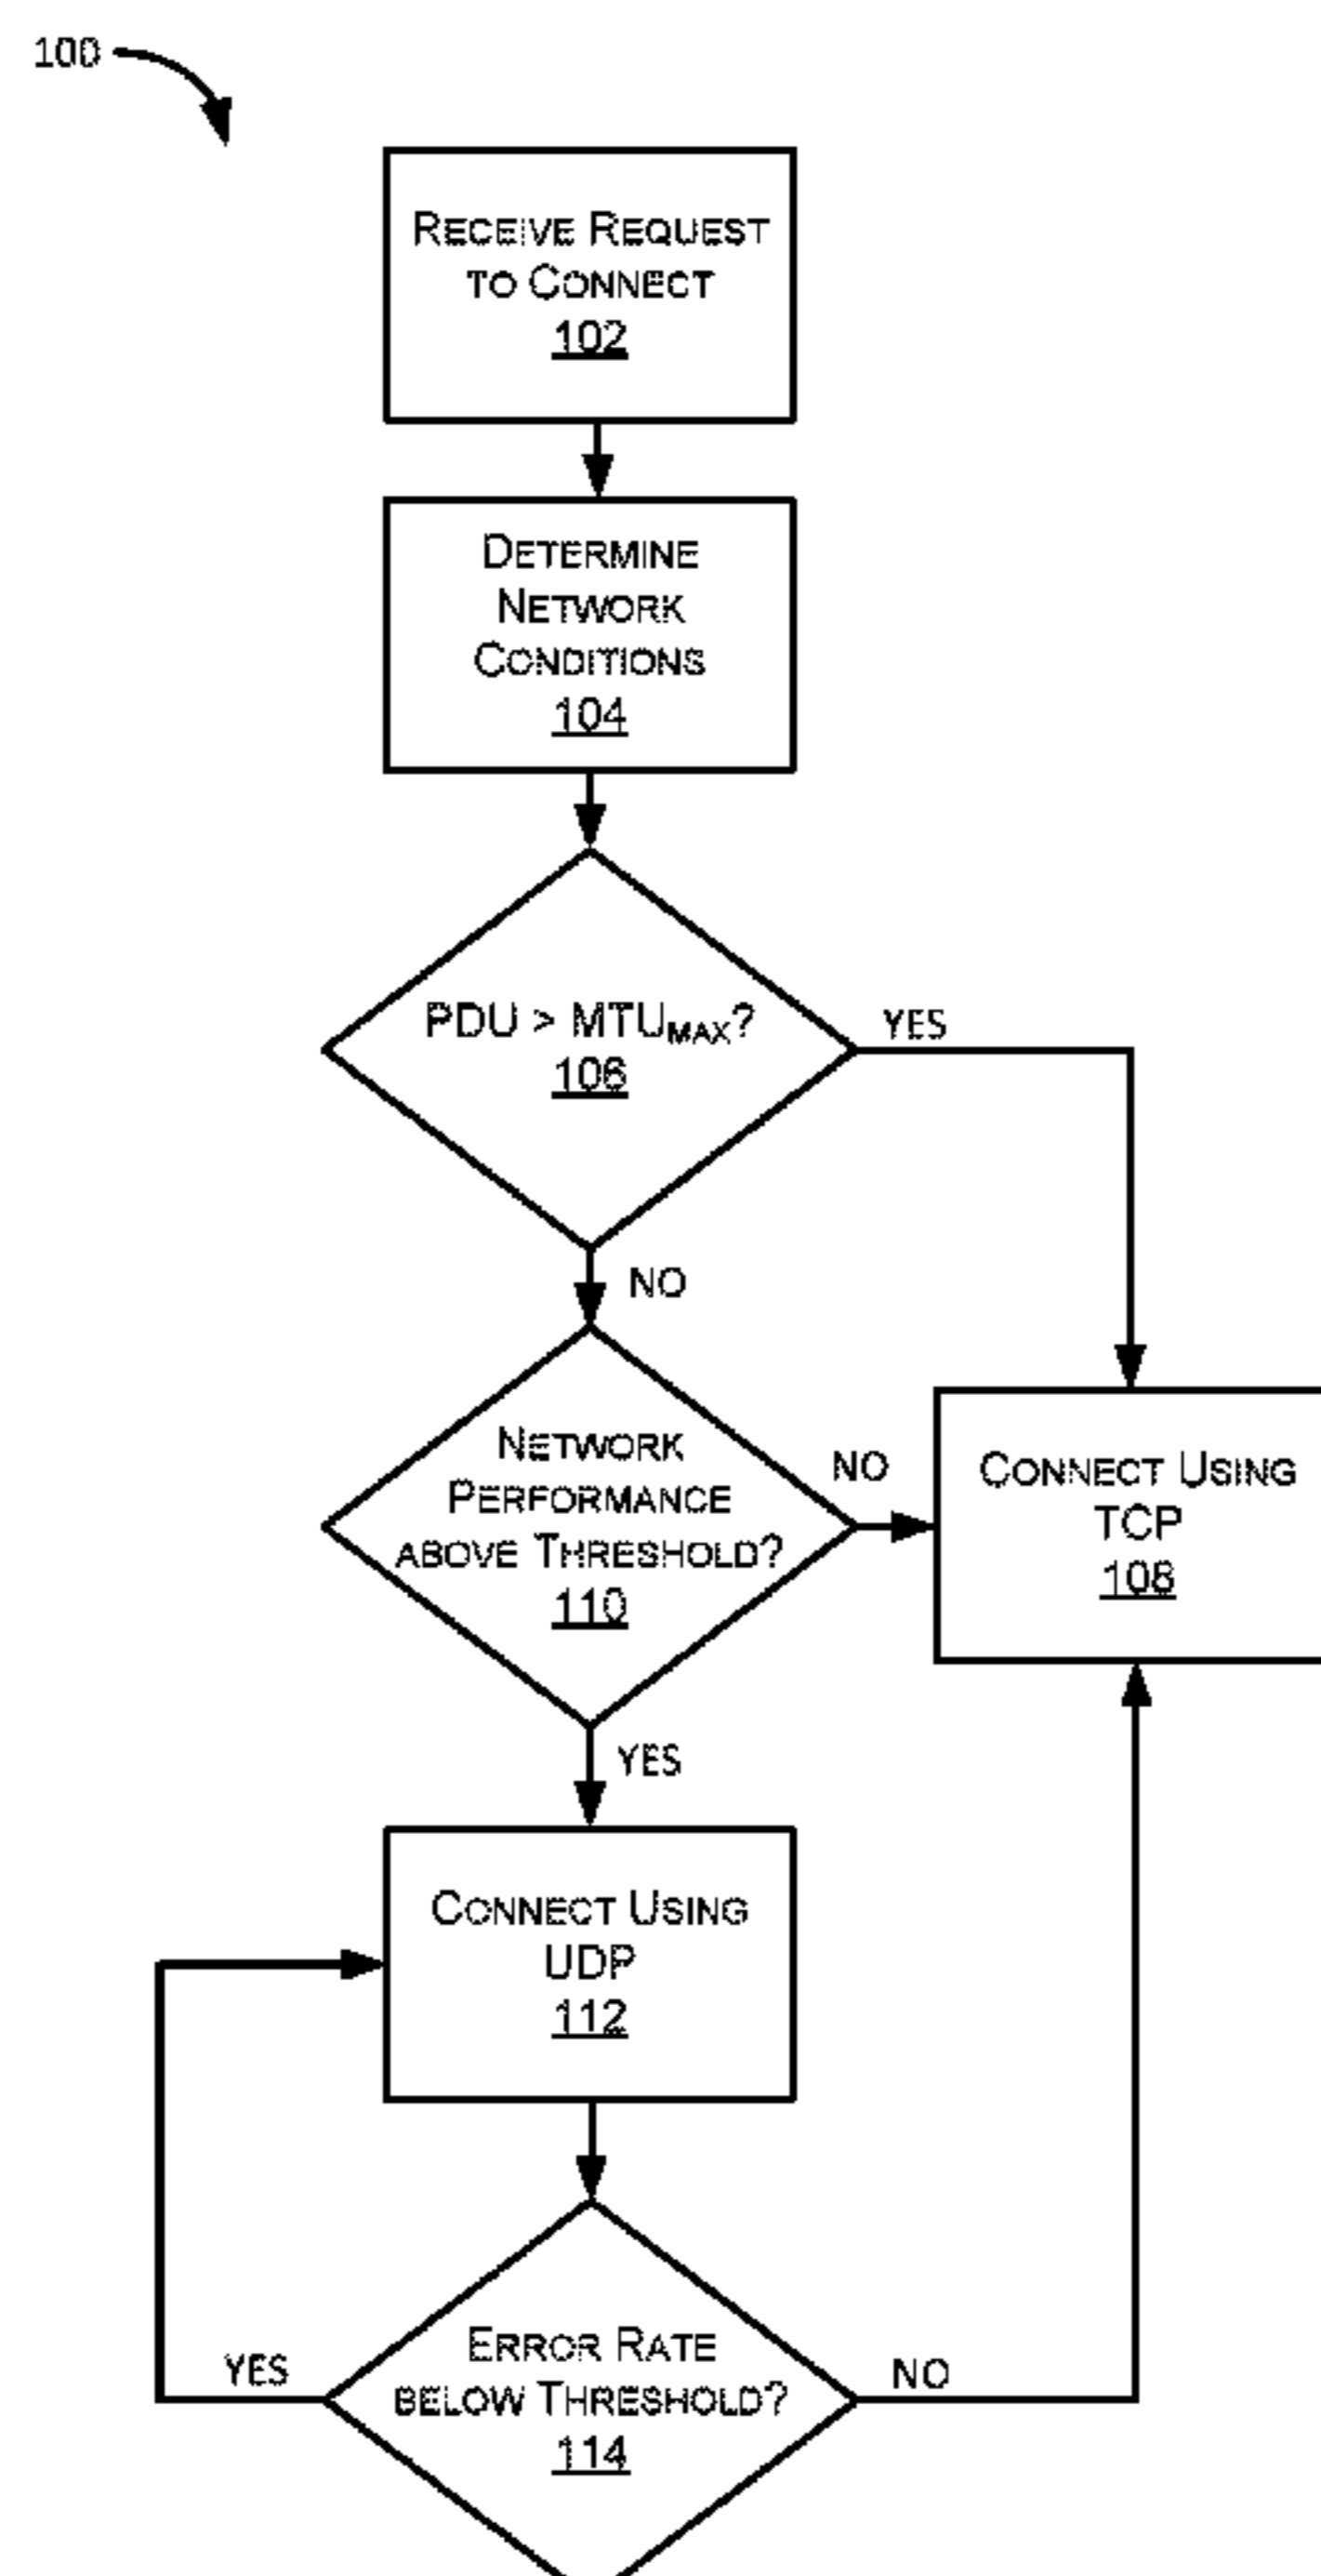 100
RECEIVE REQUEST
TO CONNECT
102
DETERMINE
NETWORK
CONDITIONS
104
PDU > MTUMAX?
106
YES
NO
NETWORK
PERFORMANCE
ABOVE THRESHOLD?
110
NO
CONNECT USING
TCP
108
YES
CONNECT USING
UDP
112
ERROR RATE
BELOW THRESHOLD?
114
YES
NO